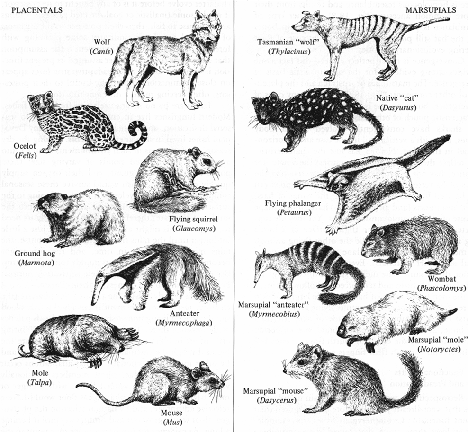 PLACENTALS
Wolf
(Canis)
Ocelot
(Felis)
Flying squirrel
(Glaucomys)
Ground hog
(Marmota)
Anteater
(Myrmecophaga)
Mole
(Talpa)
Mouse
(Mus)
MARSUPIALS
Tasmanian "wolf"
(Thylacinus)
Native "cat"
(Dasyurus)
Flying phalanger
(Petaurus)
Wombat
(Phascolomys)
Marsupial "anteater"
(Myrmecobius)
Marsupial "mole"
(Notoryctes)
Marsupial "mouse"
(Dasycerus)